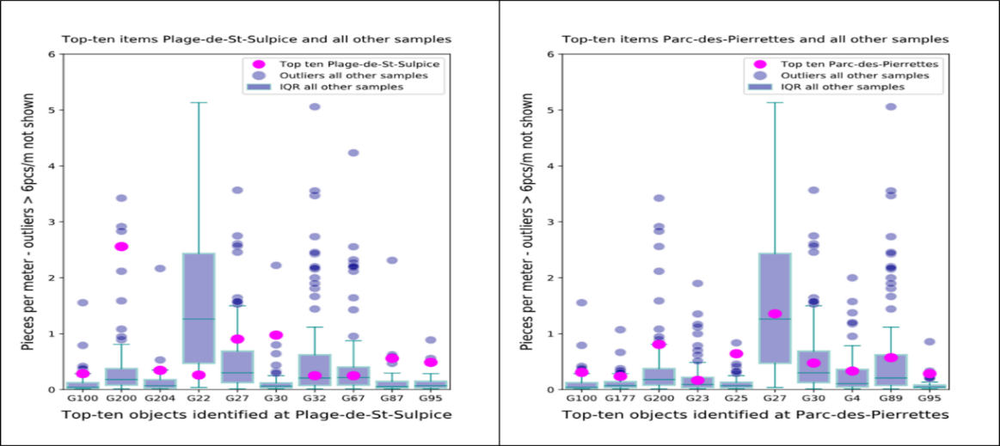 Top-ten items Plage-de-St-Sulpice and all other samples
6
5
4
3
2
1
0
Pieces per meter - outliers > 6pcs/m not shown
Top ten Plage-de-St-Sulpice
Outliers all other samples
IQR all other samples
G100 G200 G204 G22 G27 G30 G32 G67 G87 G95
Top-ten objects identified at Plage-de-St-Sulpice
Top-ten items Parc-des-Pierrettes and all other samples
6
5
4
3
2
1
0
Pieces per meter - outliers > 6pcs/m not shown
Top ten Parc-des-Pierrettes
Outliers all other samples
IQR all other samples
G100 G177 G200 G23 G25 G27 G30 G4 G89 G95
Top-ten objects identified at Parc-des-Pierrettes